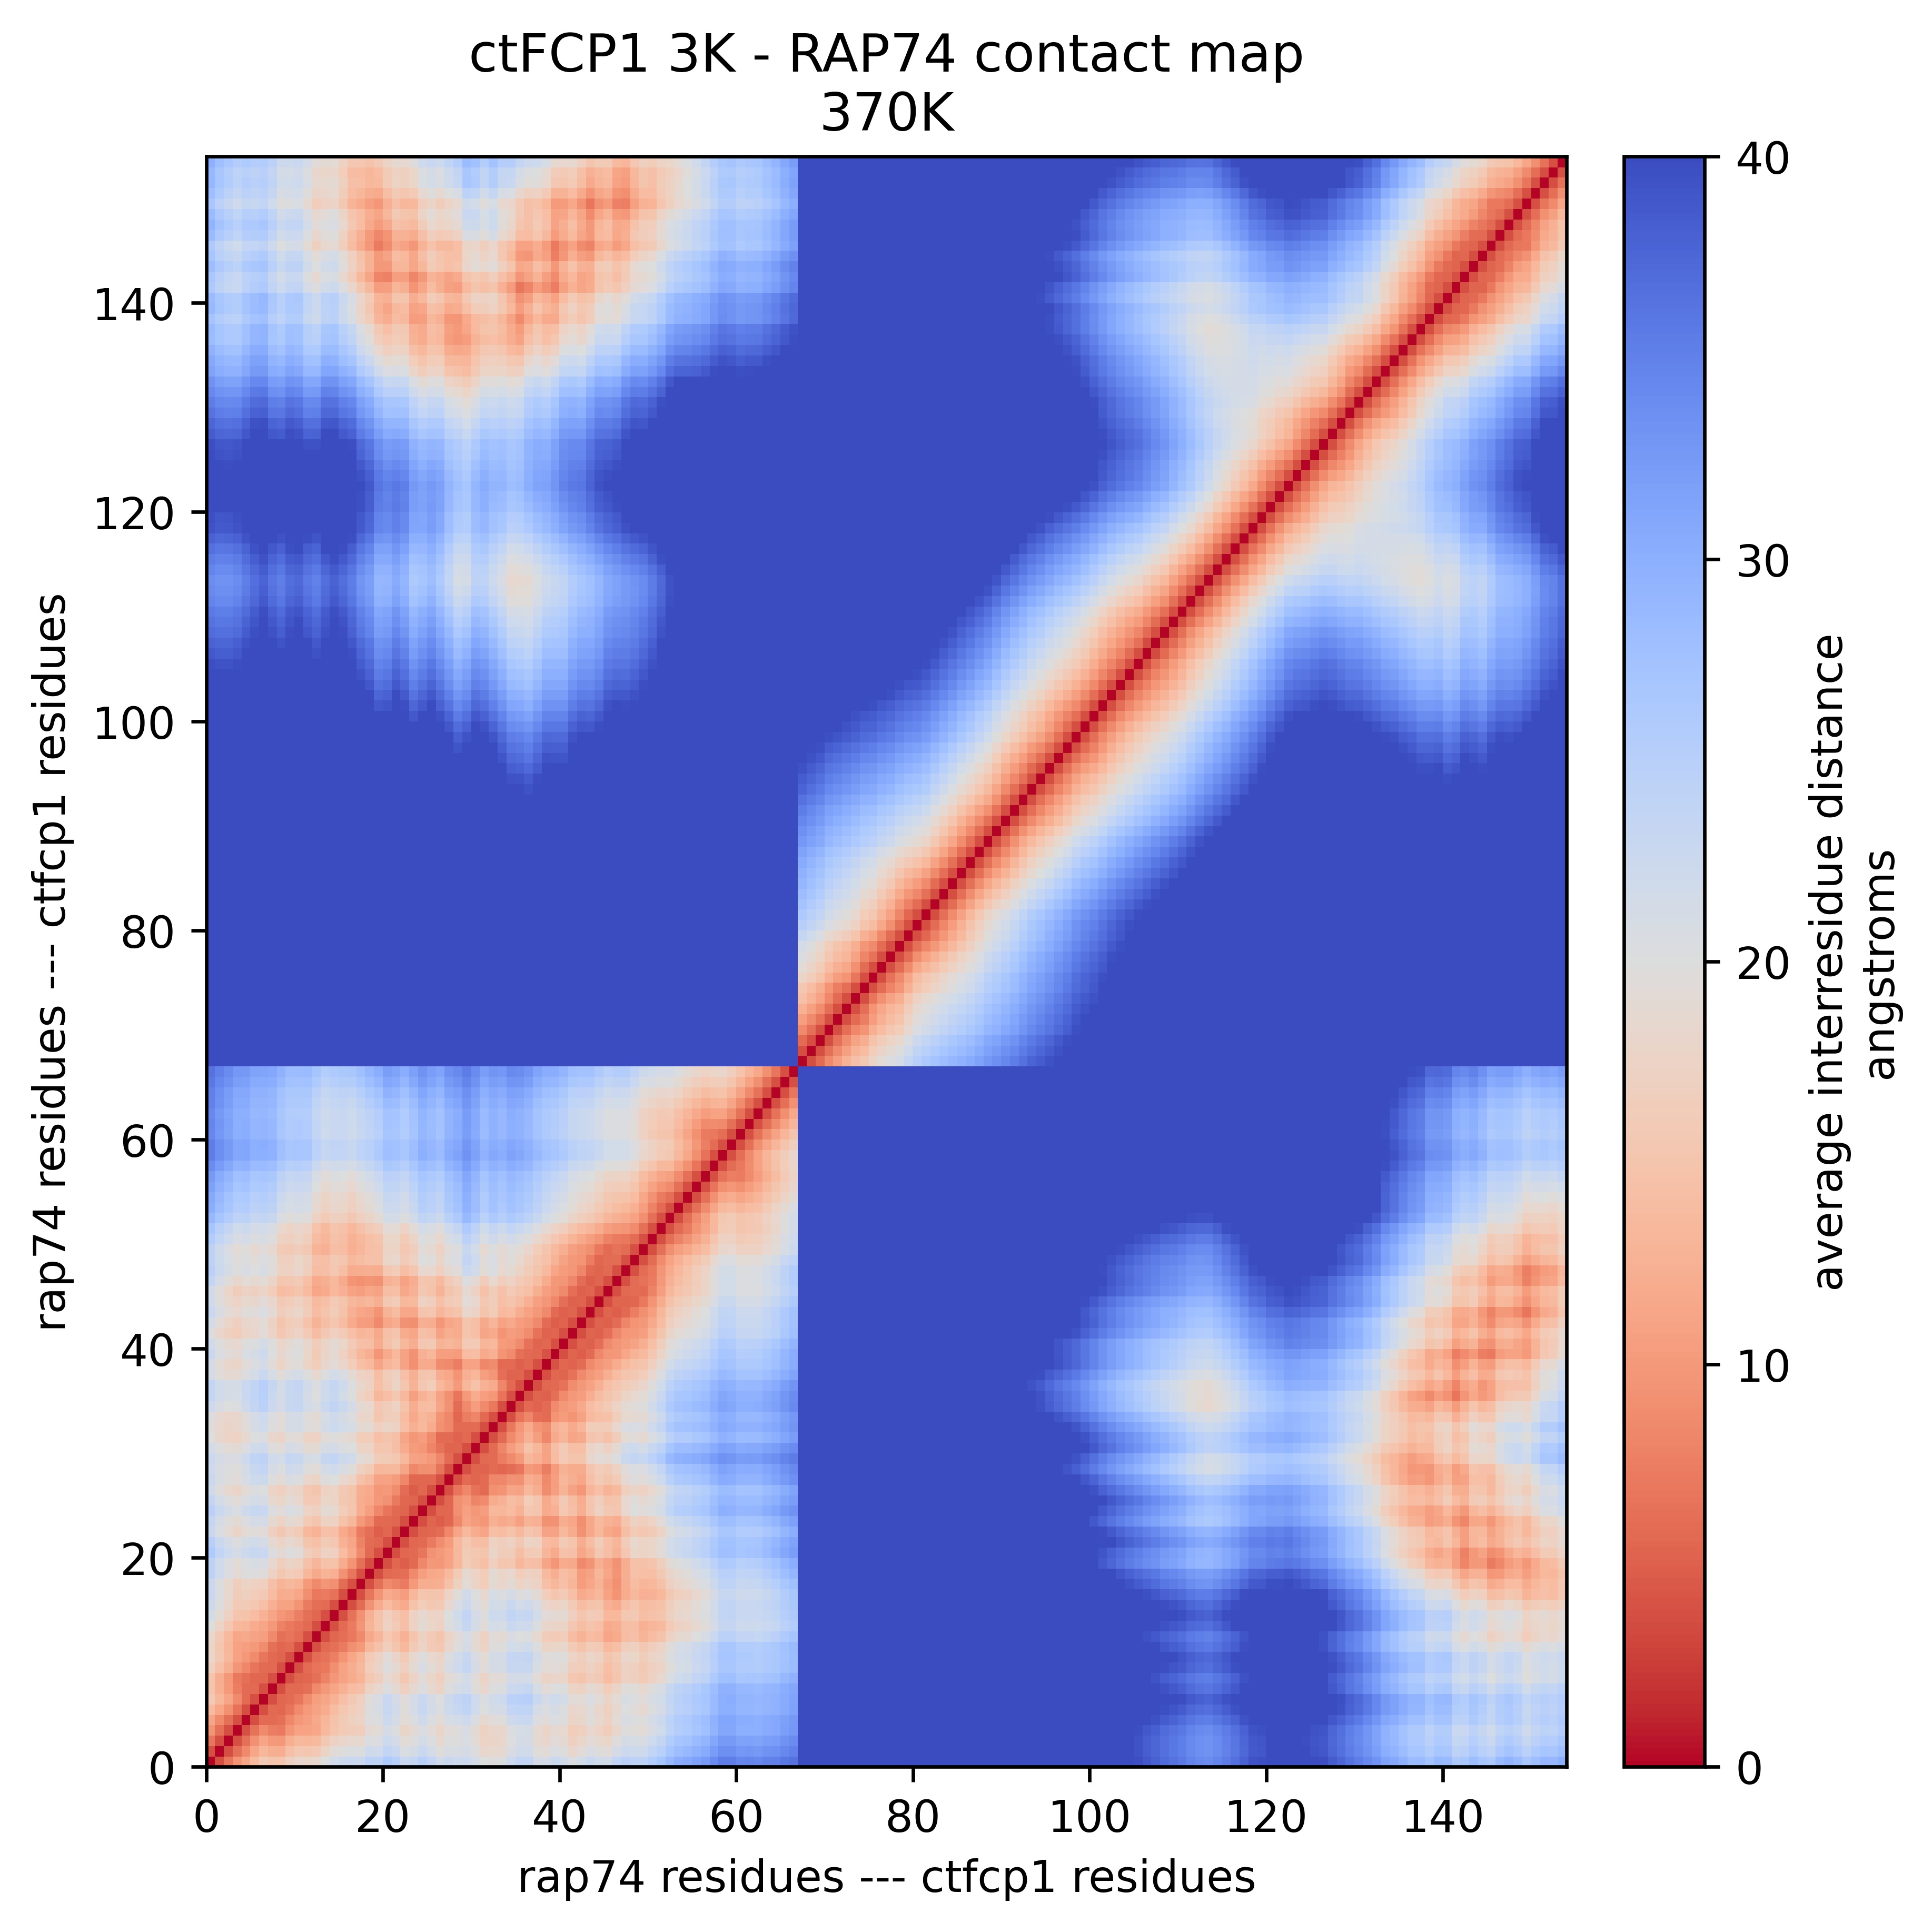 ctFCP1 3K - RAP74 contact map
370K
rap74 residues --- ctfcp1 residues
140
120
100
80
60
40
20
0
0 20 40 60 80 100 120 140
rap74 residues --- ctfcp1 residues
40
30
20
10
0
average interresidue distance
angstroms